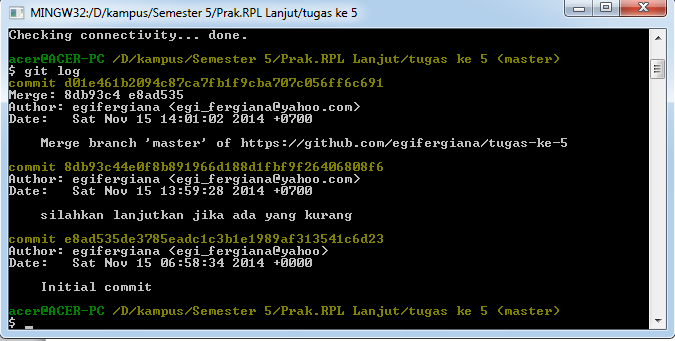 MINGW32:/D/kampus/Semester 5/Prak.RPL Lanjut/tugas ke 5
Checking connectivity... done.
acer@ACER-PC /D/kampus/Semester 5/Prak.RPL Lanjut/tugas ke 5 (master)
$ git log
commit d01e461b2094c87ca7fb1f9cba707c056ff6c691
Merge: 8db93c4 e8ad535
Author: egifergiana <egi_fergiana@yahoo.com>
Date:   Sat Nov 15 14:01:02 2014 +0700
Merge branch 'master' of https://github.com/egifergiana/tugas-ke-5
commit 8db93c44e0f8b891966d188d1fbf9f26406808f6
Author: egifergiana <egi_fergiana@yahoo.com>
Date:   Sat Nov 15 13:59:28 2014 +0700
silahkan lanjutkan jika ada yang kurang
commit e8ad535de3785eadc1c3b1e1989af313541c6d23
Author: egifergiana <egi_fergiana@yahoo>
Date:   Sat Nov 15 06:58:34 2014 +0000
Initial commit
acer@ACER-PC /D/kampus/Semester 5/Prak.RPL Lanjut/tugas ke 5 (master)
$